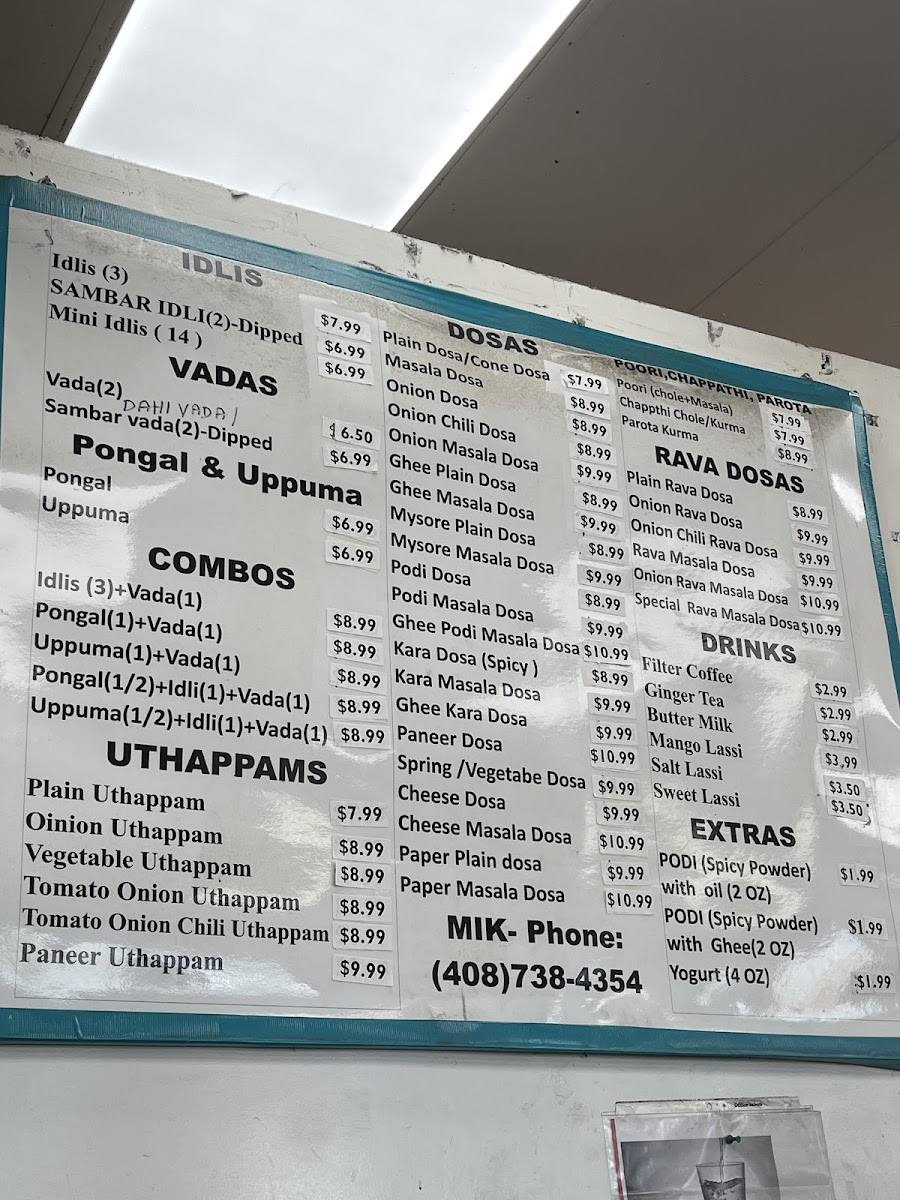 IDLIS
Idlis (3) $7.99
SAMBAR IDLI(2)-Dipped $6.99
Mini Idlis ( 14 ) $6.99
VADAS
Vada(2) DAHI VADA / $6.50
Sambar vada(2)-Dipped $6.99
Pongal & Uppuma
Pongal $6.99
Uppuma $6.99
COMBOS
Idlis (3)+Vada(1) $8.99
Pongal(1)+Vada(1) $8.99
Uppuma(1)+Vada(1) $8.99
Pongal(1/2)+Idli(1)+Vada(1) $8.99
Uppuma(1/2)+Idli(1)+Vada(1) $8.99
UTHAPPAMS
Plain Uthappam $7.99
Oinion Uthappam $8.99
Vegetable Uthappam $8.99
Tomato Onion Uthappam $8.99
Tomato Onion Chili Uthappam $8.99
Paneer Uthappam $9.99
DOSAS
Plain Dosa/Cone Dosa $7.99
Masala Dosa $8.99
Onion Dosa $8.99
Onion Chili Dosa $8.99
Onion Masala Dosa $9.99
Ghee Plain Dosa $8.99
Ghee Masala Dosa $9.99
Mysore Plain Dosa $8.99
Mysore Masala Dosa $9.99
Podi Dosa $8.99
Podi Masala Dosa $9.99
Ghee Podi Masala Dosa $10.99
Kara Dosa (Spicy ) $8.99
Kara Masala Dosa $9.99
Ghee Kara Dosa $9.99
Paneer Dosa $10.99
Spring /Vegetabe Dosa $9.99
Cheese Dosa $9.99
Cheese Masala Dosa $10.99
Paper Plain dosa $9.99
Paper Masala Dosa $10.99
MIK- Phone:
(408)738-4354
POORI,CHAPPATHI, PAROTA
Poori (chole+Masala) $7.99
Chappthi Chole/Kurma $7.99
Parota Kurma $8.99
RAVA DOSAS
Plain Rava Dosa $8.99
Onion Rava Dosa $9.99
Onion Chili Rava Dosa $9.99
Rava Masala Dosa $9.99
Onion Rava Masala Dosa $10.99
Special Rava Masala Dosa $10.99
DRINKS
Filter Coffee $2.99
Ginger Tea $2.99
Butter Milk $2.99
Mango Lassi $3,99
Salt Lassi $3.50
Sweet Lassi $3.50
EXTRAS
PODI (Spicy Powder) $1.99
with oil (2 OZ)
PODI (Spicy Powder) $1.99
with Ghee(2 OZ)
Yogurt (4 OZ) $1.99